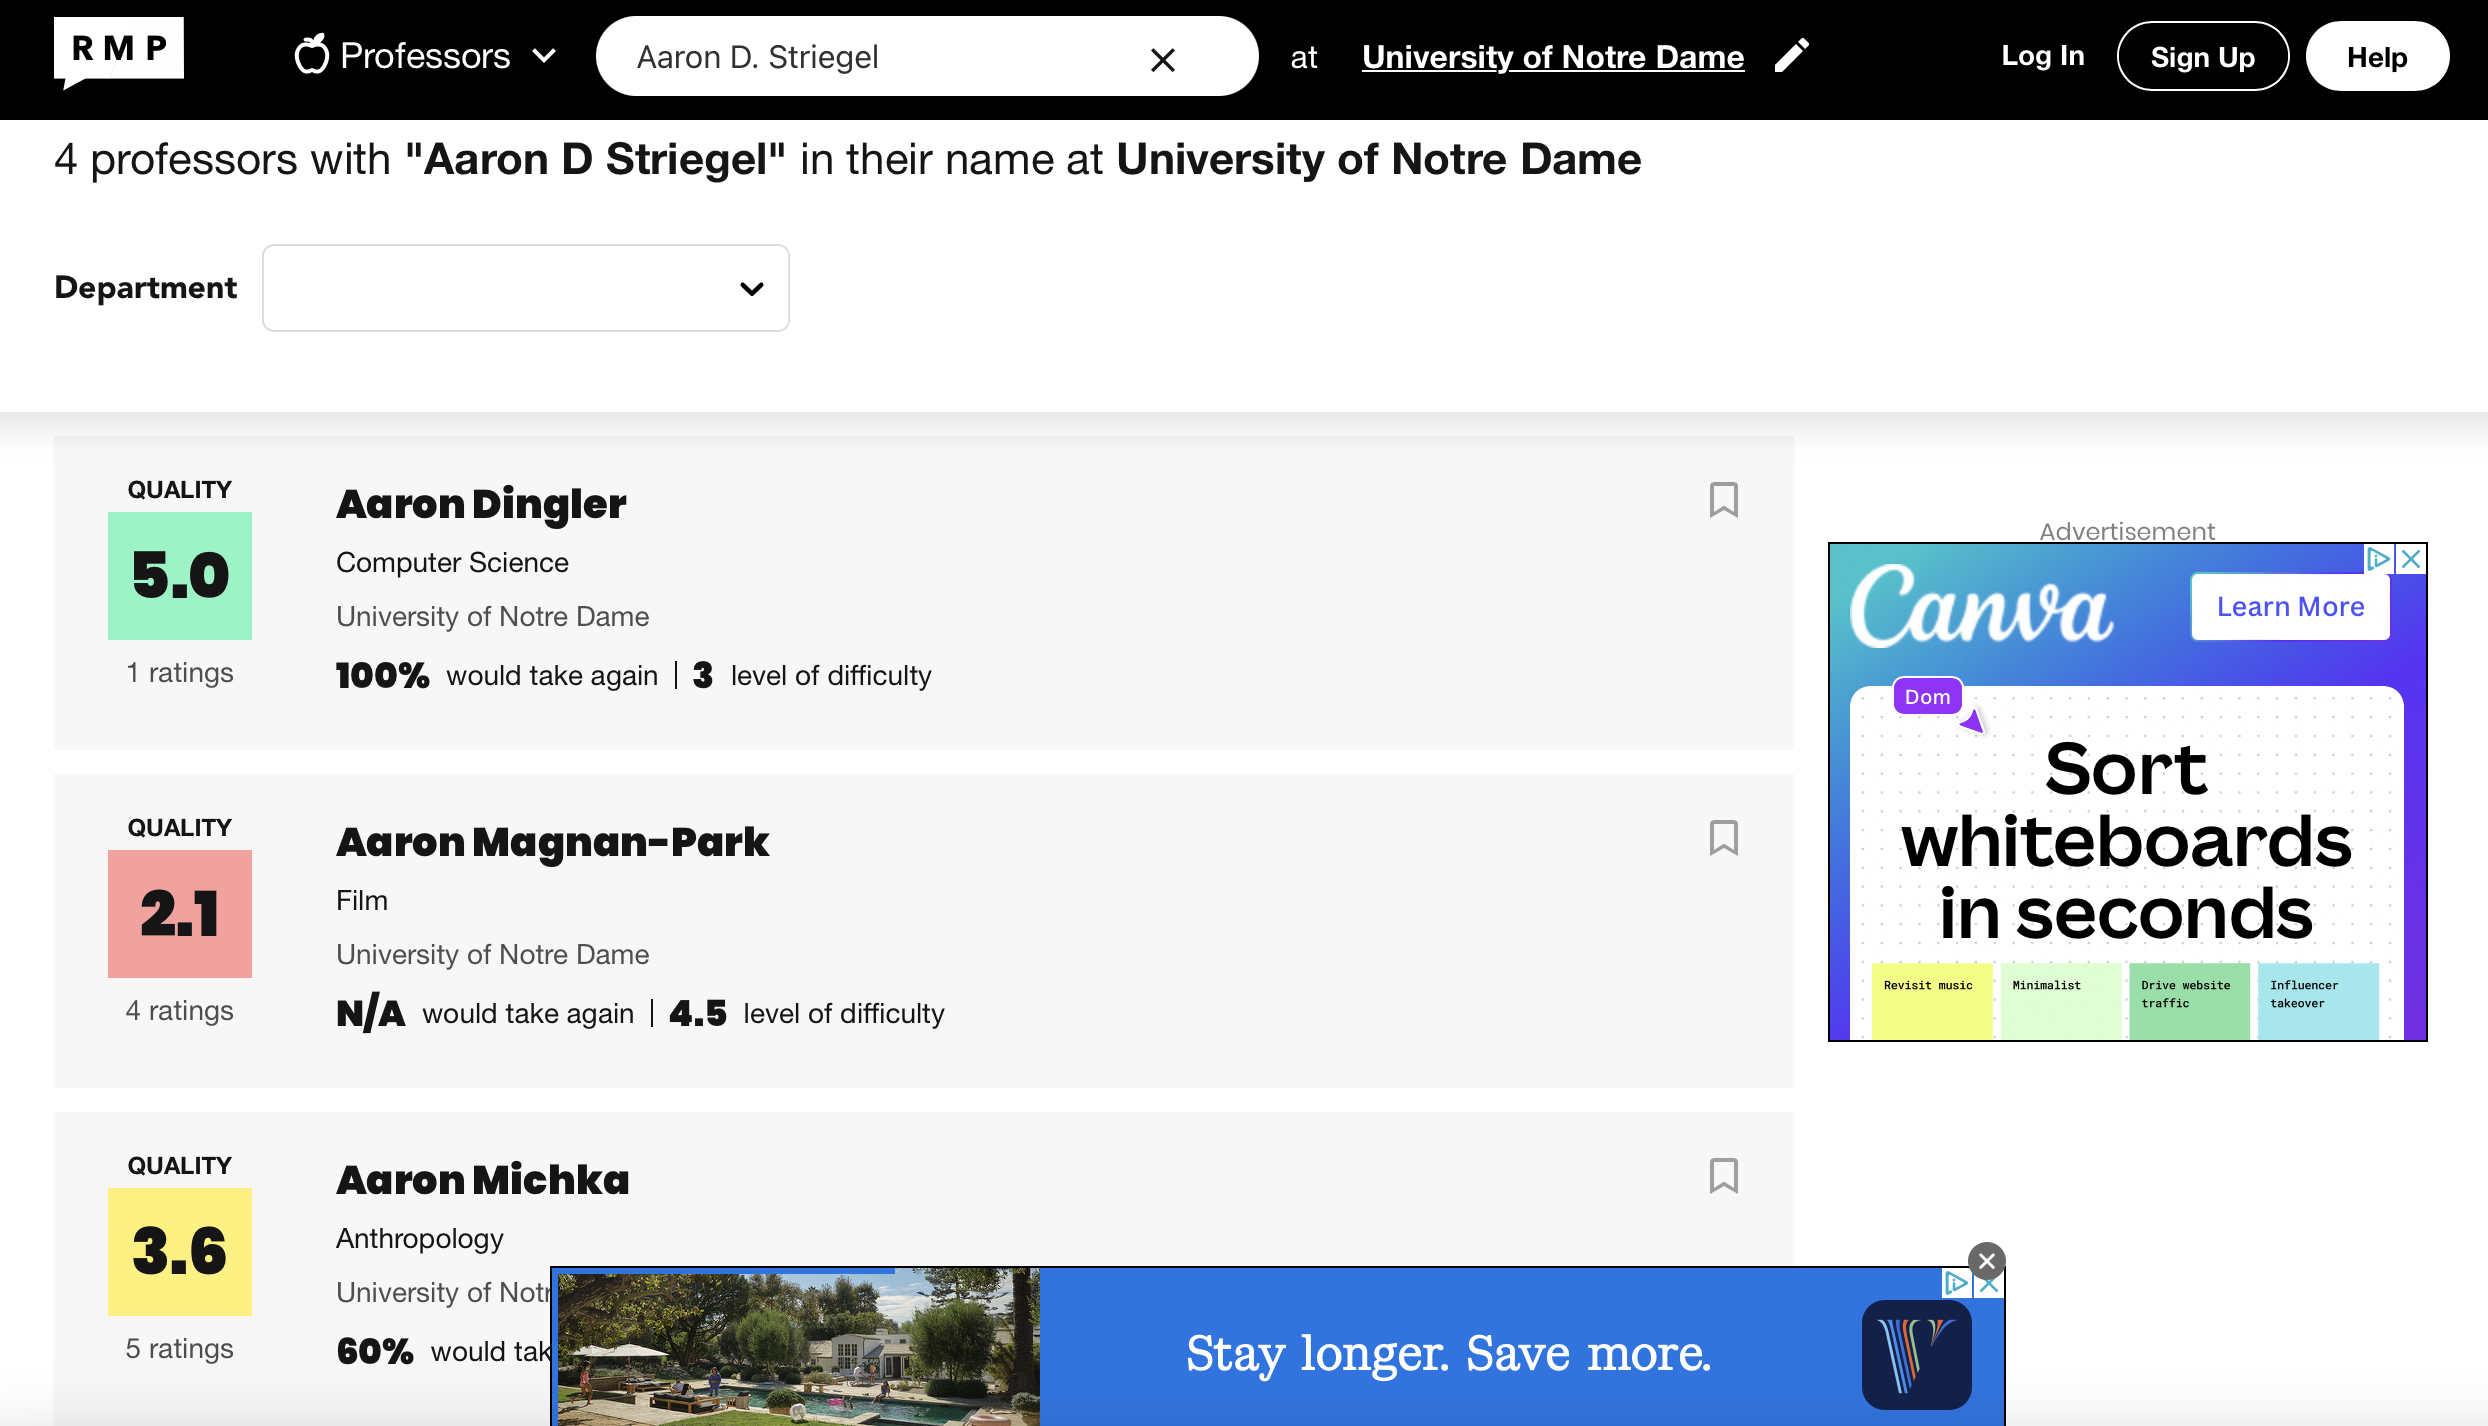 RMP
Professors
Aaron D. Striegel
at
University of Notre Dame
Log In
Sign Up
Help
4 professors with "Aaron D Striegel" in their name at University of Notre Dame
Department
QUALITY
5.0
1 ratings
Aaron Dingler
Computer Science
University of Notre Dame
100% would take again | 3 level of difficulty
QUALITY
2.1
4 ratings
Aaron Magnan-Park
Film
University of Notre Dame
N/A would take again | 4.5 level of difficulty
QUALITY
3.6
5 ratings
Aaron Michka
Anthropology
University of Notr
60% would tak
Advertisement
Canva
Learn More
Dom
Sort
whiteboards
in seconds
Revisit music
Minimalist
Drive website
traffic
Influencer
takeover
Stay longer. Save more.